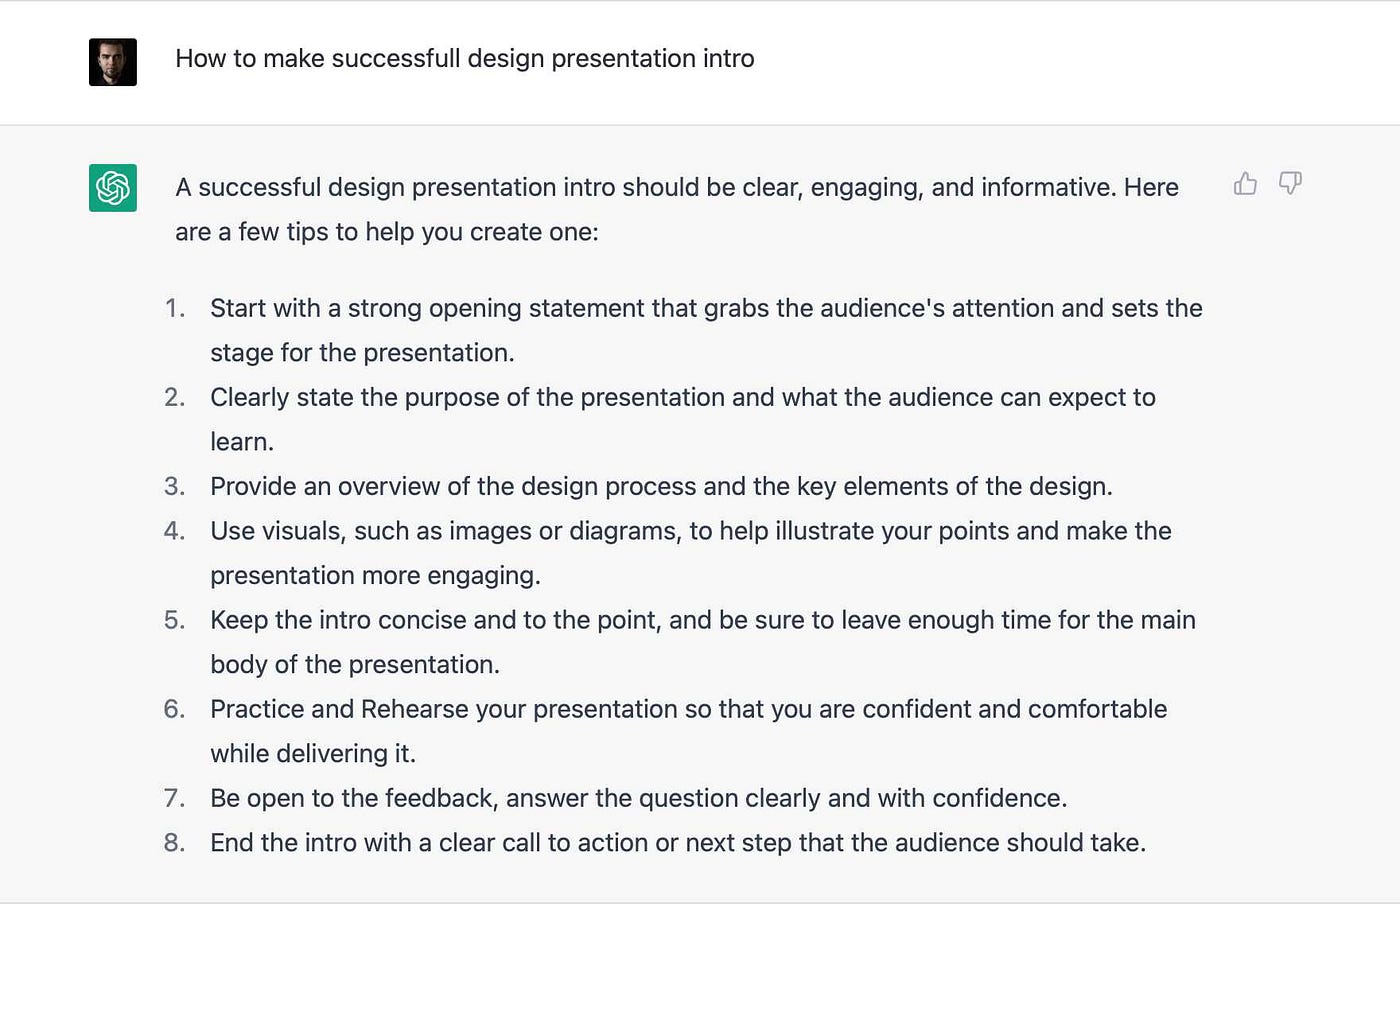 How to make successfull design presentation intro
A successful design presentation intro should be clear, engaging, and informative. Here
are a few tips to help you create one:
1. Start with a strong opening statement that grabs the audience's attention and sets the
stage for the presentation.
2. Clearly state the purpose of the presentation and what the audience can expect to
learn.
3. Provide an overview of the design process and the key elements of the design.
4. Use visuals, such as images or diagrams, to help illustrate your points and make the
presentation more engaging.
5. Keep the intro concise and to the point, and be sure to leave enough time for the main
body of the presentation.
6. Practice and Rehearse your presentation so that you are confident and comfortable
while delivering it.
7. Be open to the feedback, answer the question clearly and with confidence.
8. End the intro with a clear call to action or next step that the audience should take.